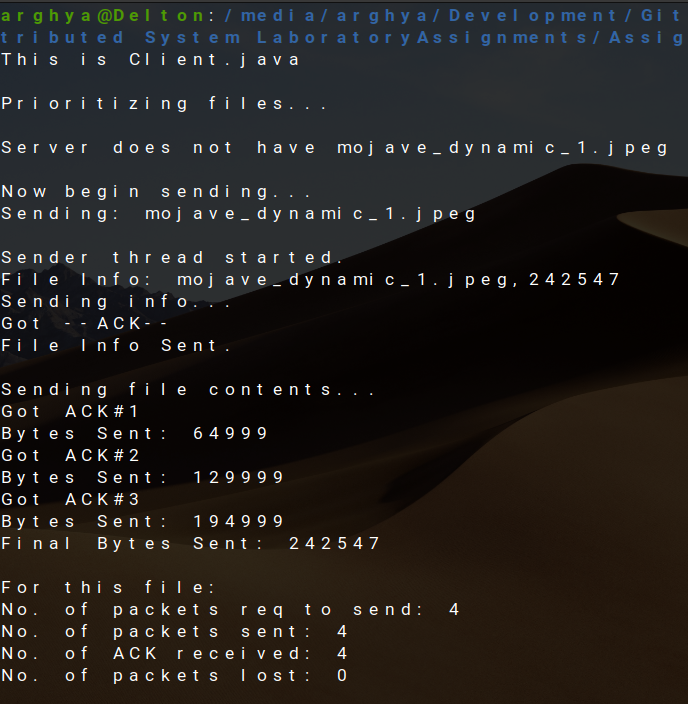 arghya@Delton:/media/arghya/Development/Git
tributed System LaboratoryAssignments/Assig
This is Client.java
Prioritizing files...
Server does not have mojave_dynamic_1.jpeg
Now begin sending...
Sending: mojave_dynamic_1.jpeg
Sender thread started.
File Info: mojave_dynamic_1.jpeg,242547
Sending info...
Got --ACK--
File Info Sent.
Sending file contents...
Got ACK#1
Bytes Sent: 64999
Got ACK#2
Bytes Sent: 129999
Got ACK#3
Bytes Sent: 194999
Final Bytes Sent: 242547
For this file:
No. of packets req to send: 4
No. of packets sent: 4
No. of ACK received: 4
No. of packets lost: 0